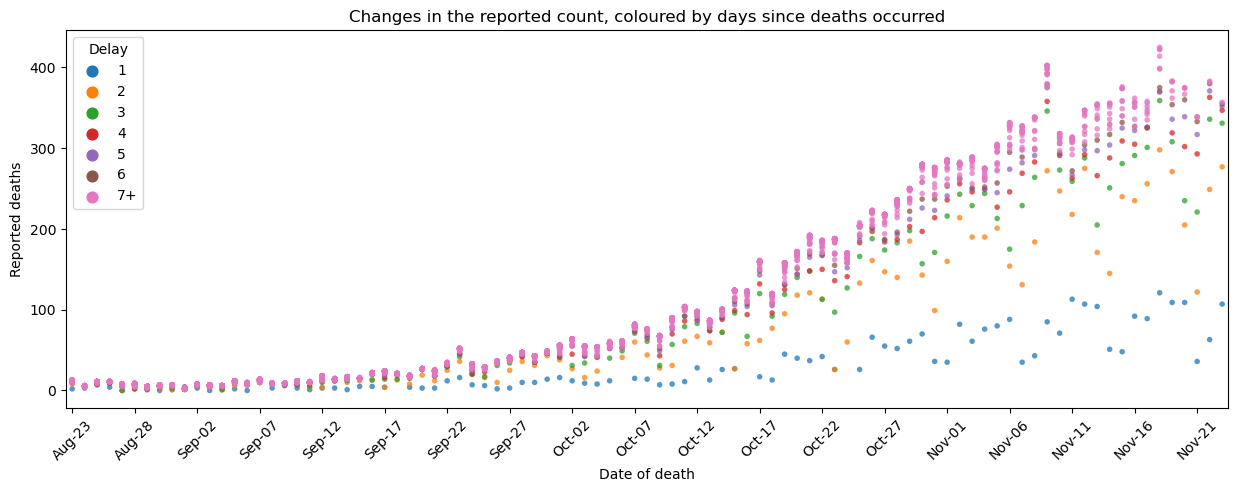 Changes in the reported count, coloured by days since deaths occurred
Delay
1
2
3
4
5
6
7+
Reported deaths
400
300
200
100
0
Aug-23
Aug-28
Sep-02
Sep-07
Sep-12
Sep-17
Sep-22
Sep-27
Oct-02
Oct-07
Oct-12
Oct-17
Oct-22
Oct-27
Nov-01
Nov-06
Nov-11
Nov-16
Nov-21
Date of death